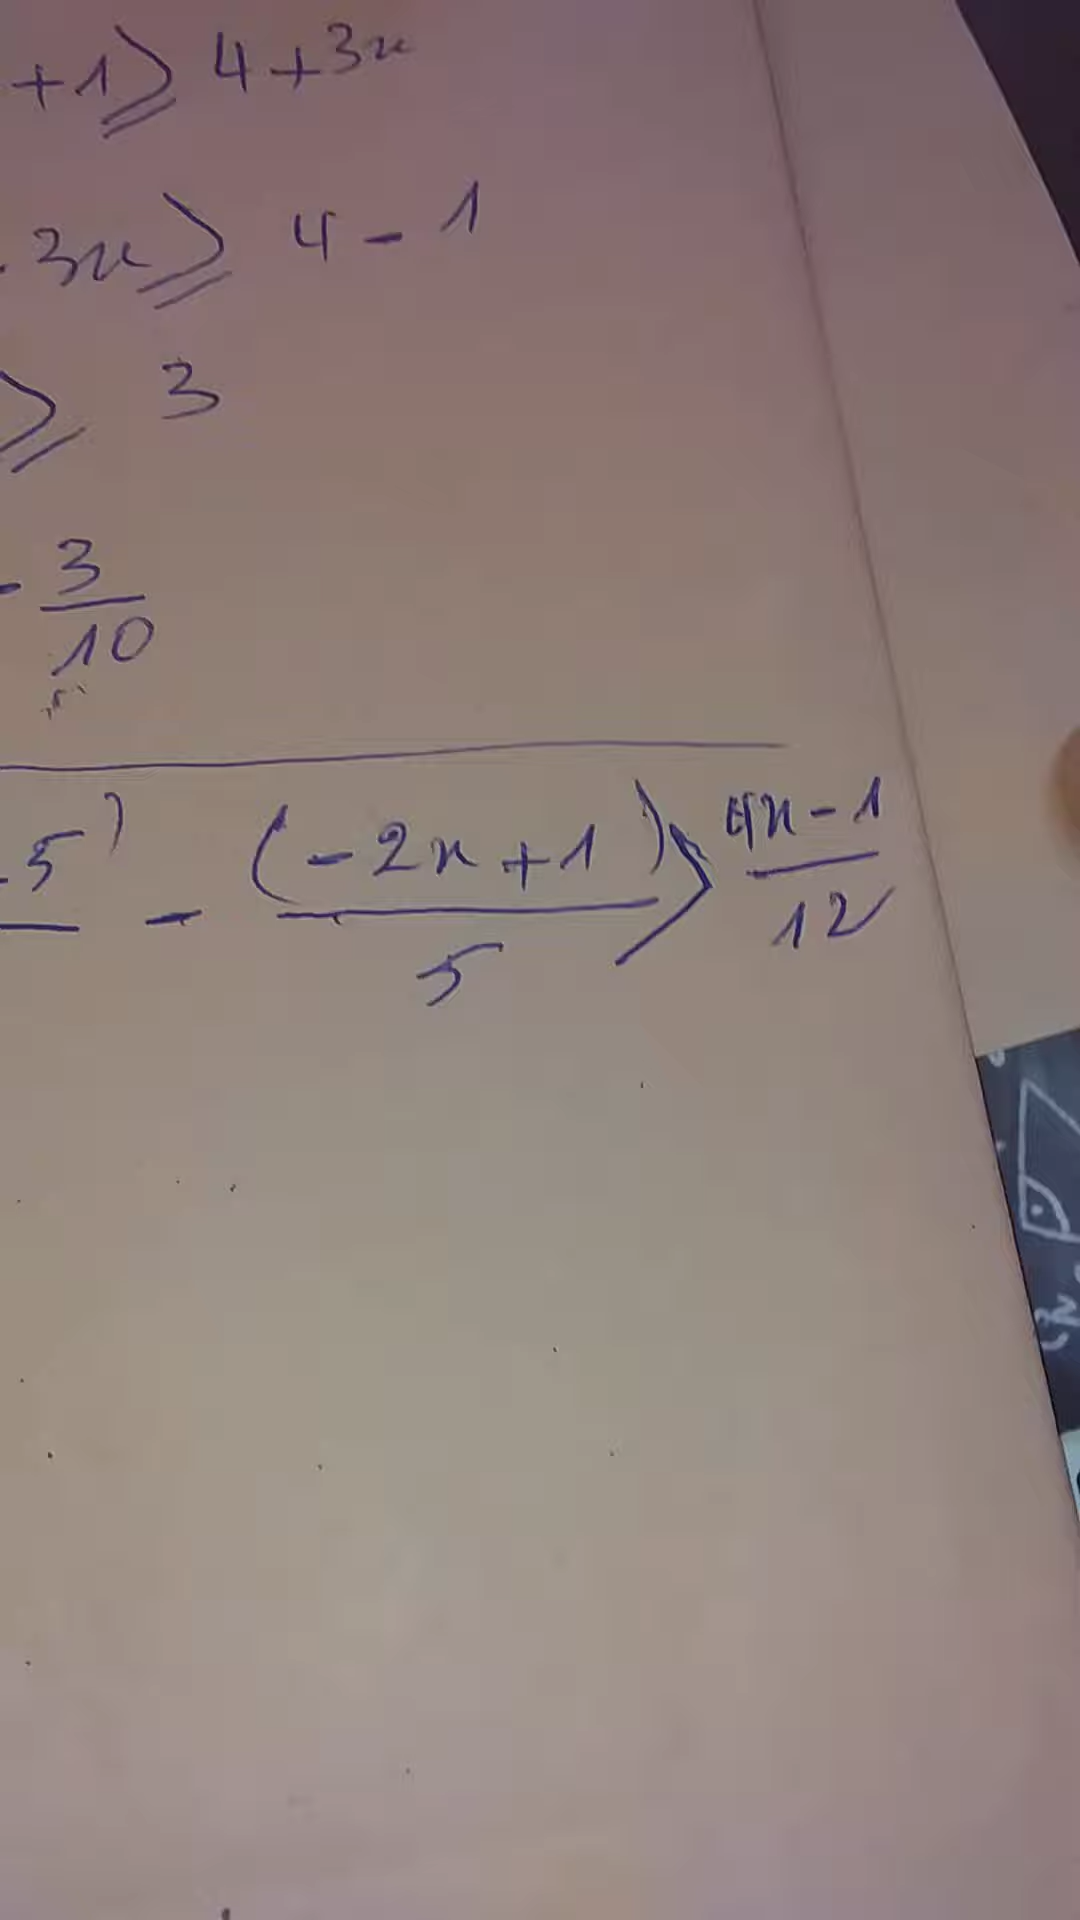 +1 ≥ 4+3x
3x ≥ 4 - 1
≥ 3
- 3/10
5) - (-2x+1)/5 > (4x-1)/12